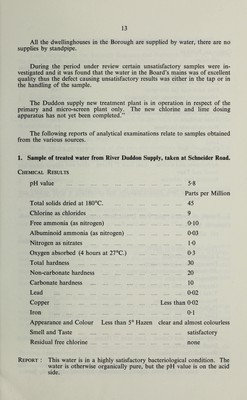 13
All the dwellinghouses in the Borough are supplied by water, there are no
supplies by standpipe.
During the period under review certain unsatisfactory samples were in-
vestigated and it was found that the water in the Board's mains was of excellent
quality thus the defect causing unsatisfactory results was either in the tap or in
the handling of the sample.
The Duddon supply new treatment plant is in operation in respect of the
primary and micro-screen plant only. The new chlorine and lime dosing
apparatus has not yet been completed."
The following reports of analytical examinations relate to samples obtained
from the various sources.
1. Sample of treated water from River Duddon Supply, taken at Schneider Road.
CHEMICAL RESULTS
pH value 5·8
Parts per Million
Total solids dried at 180°C. 45
Chlorine as chlorides 9
Free ammonia (as nitrogen) 0·10
Albuminoid ammonia (as nitrogen) 0·03
Nitrogen as nitrates 1·0
Oxygen absorbed (4 hours at 27°C.) 0·3
Total hardness 30
Non-carbonate hardness 20
Carbonate hardness 10
Lead 0·02
Copper Less than 0·02
Iron 0·1
Appearance and Colour Less than 5° Hazen clear and almost colourless
Smell and Taste satisfactory
Residual free chlorine none
REPORT : This water is in a highly satisfactory bacteriological condition. The
water is otherwise organically pure, but the pH value is on the acid
side.